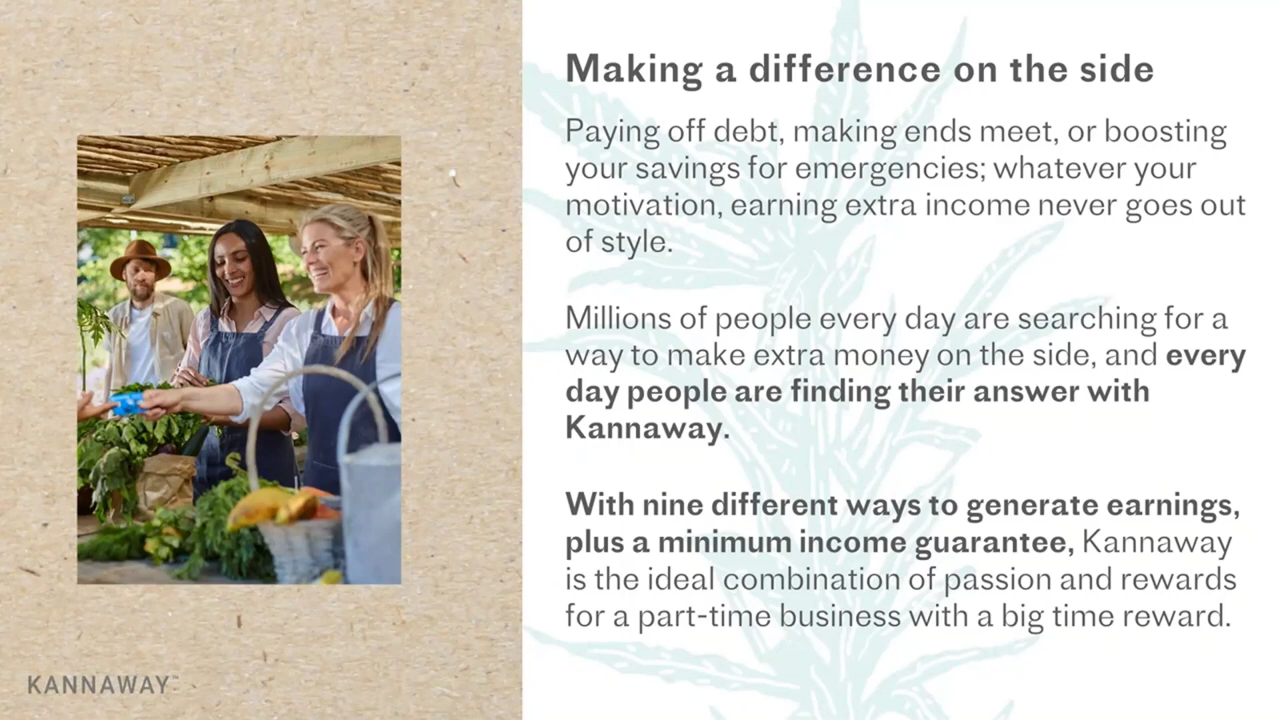 Making a difference on the side
Paying off debt, making ends meet, or boosting
your savings for emergencies; whatever your
motivation, earning extra income never goes out
of style.
Millions of people every day are searching for a
way to make extra money on the side, and every
day people are finding their answer with
Kannaway.
With nine different ways to generate earnings,
plus a minimum income guarantee, Kannaway
is the ideal combination of passion and rewards
for a part-time business with a big time reward.
KANNAWAY™